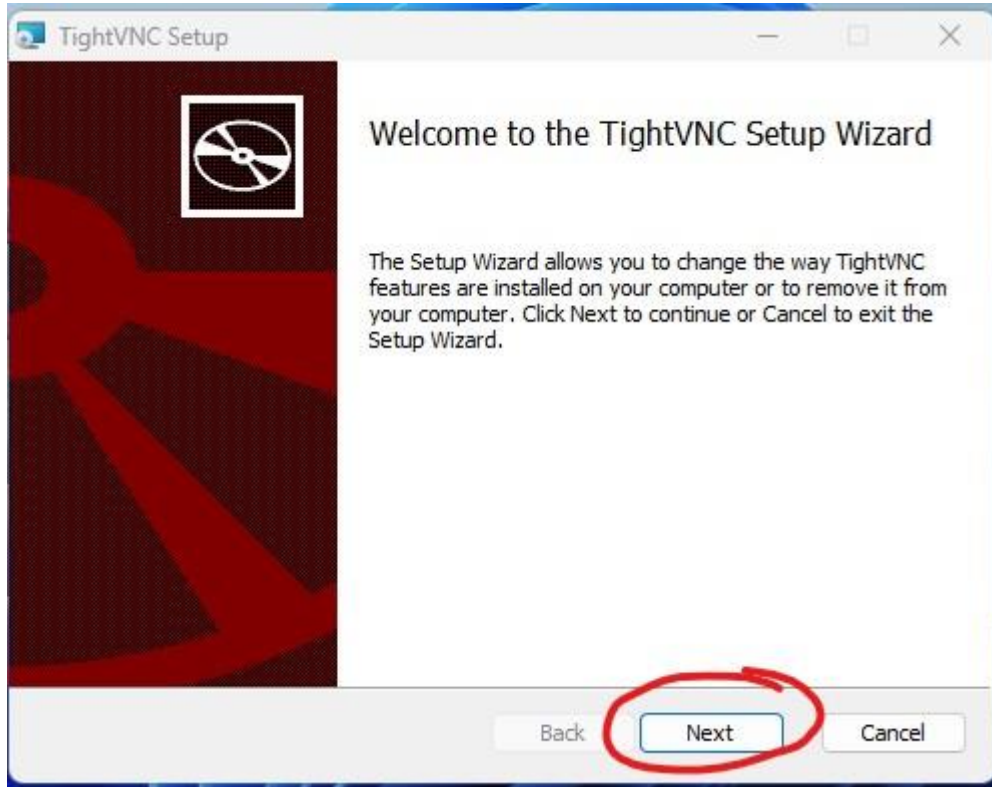 TightVNC Setup
Welcome to the TightVNC Setup Wizard
The Setup Wizard allows you to change the way TightVNC
features are installed on your computer or to remove it from
your computer. Click Next to continue or Cancel to exit the
Setup Wizard.
Back Next Cancel